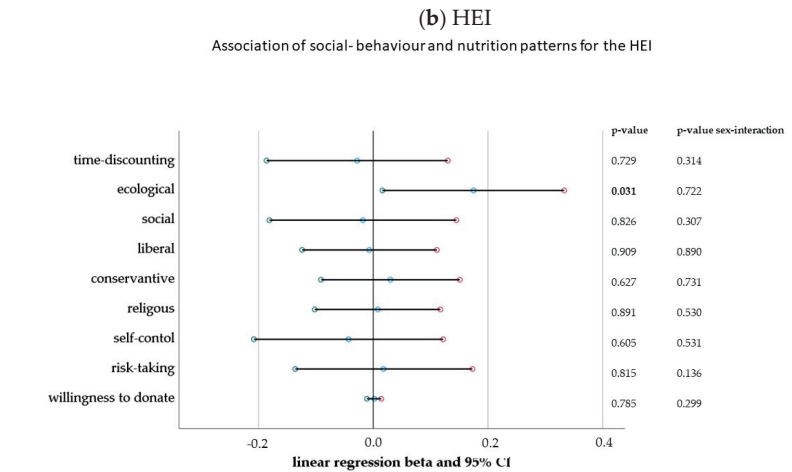 (b) HEI
Association of social- behaviour and nutrition patterns for the HEI
p-value p-value sex-interaction
time-discounting 0.729 0.314
ecological 0.031 0.722
social 0.826 0.307
liberal 0.909 0.890
conservantive 0.627 0.731
religous 0.891 0.530
self-contol 0.605 0.531
risk-taking 0.815 0.136
willingness to donate 0.785 0.299
-0.2 0.0 0.2 0.4
linear regression beta and 95% CI